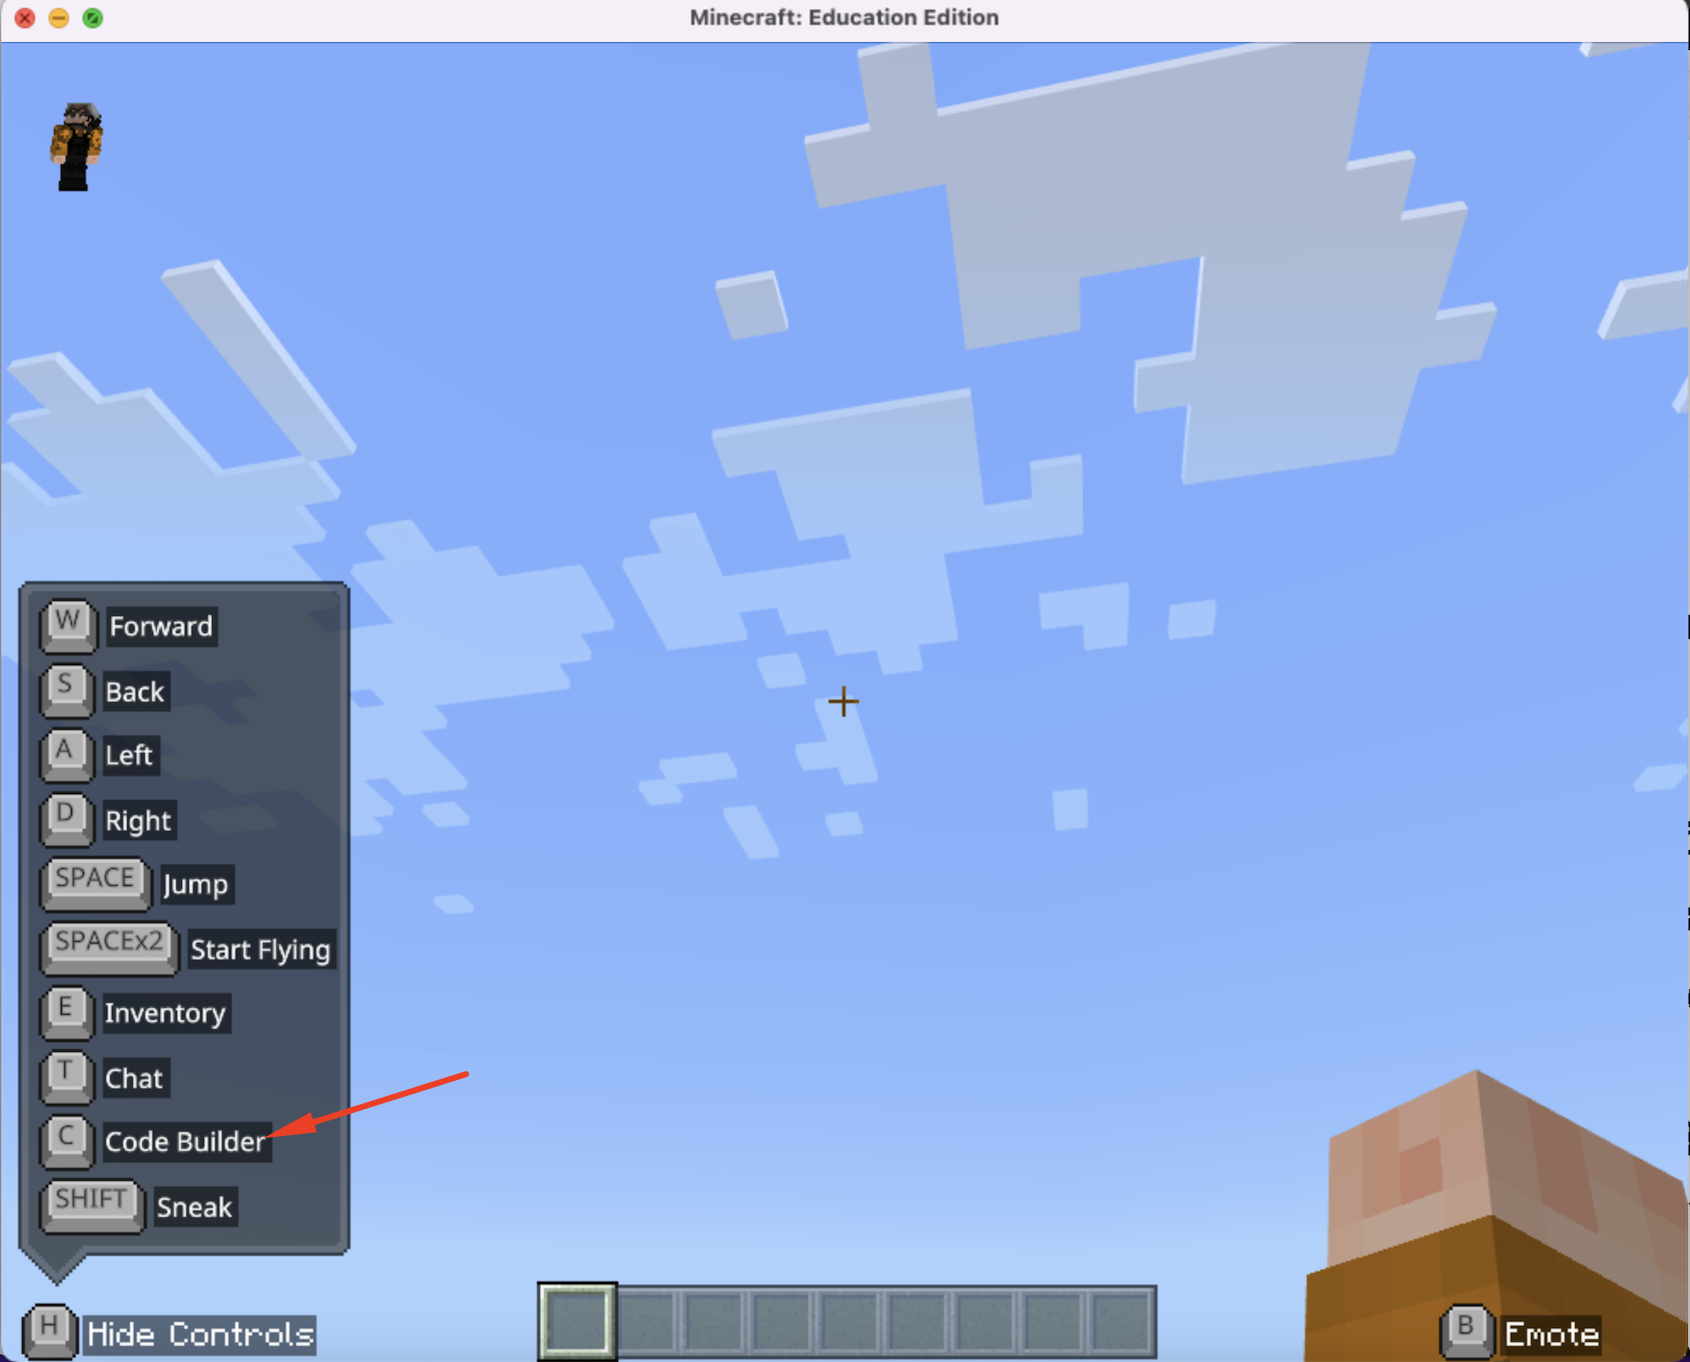 Minecraft: Education Edition
W Forward
S Back
A Left
D Right
SPACE Jump
SPACEx2 Start Flying
E Inventory
T Chat
C Code Builder
SHIFT Sneak
H Hide Controls
B Emote